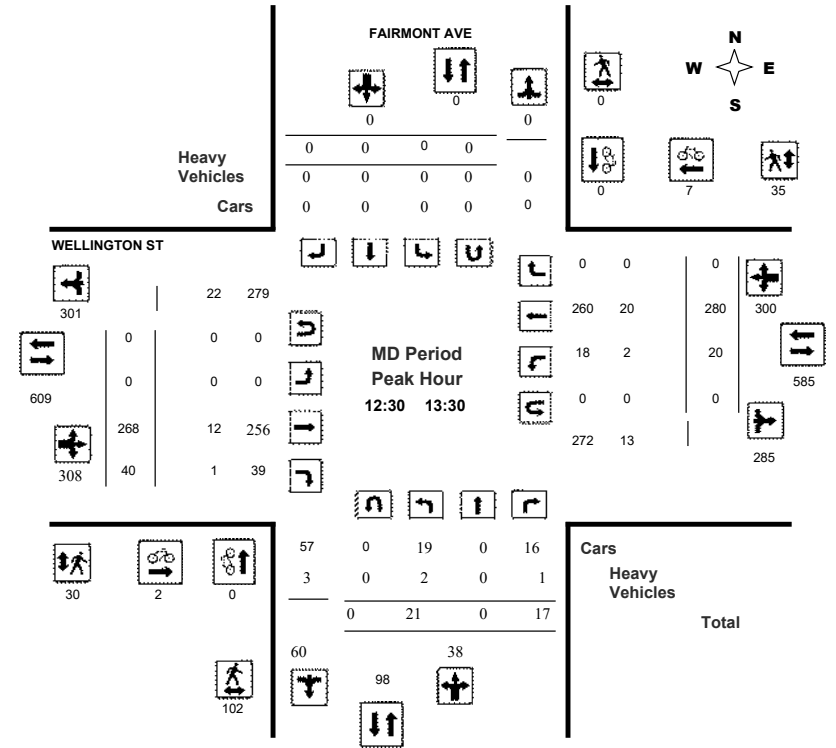 FAIRMONT AVE
N
W E
S
0
0
0 0
0 0 0 0
Heavy
Vehicles
0 0 0 0 0
Cars
0 0 0 0 0
0 7 35
WELLINGTON ST
301
22 279
0 0 0
0 0 0
609
268 12 256
308
40 1 39
MD Period
Peak Hour
12:30 13:30
0 0 0
260 20 280
300
18 2 20
585
0 0 0
272 13
285
57 0 19 0 16
Cars
3 0 2 0 1
Heavy
Vehicles
0 21 0 17
Total
30 2 0
60 38
98
102